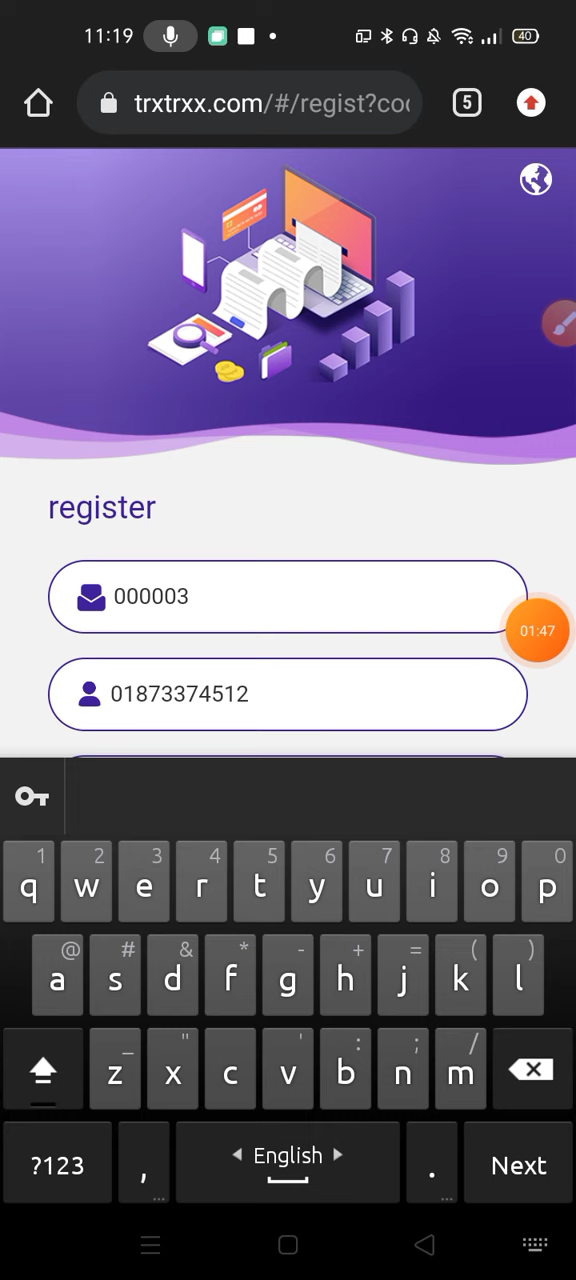 11:19
40
trxtrxx.com/#/regist?coo
5
register
000003
01:47
01873374512
1 2 3 4 5 6 7 8 9 0
q w e r t y u i o p
@ # & * - + = ( )
a s d f g h j k l
_ " ' : ; /
z x c v b n m
?123 , English . Next
... ...